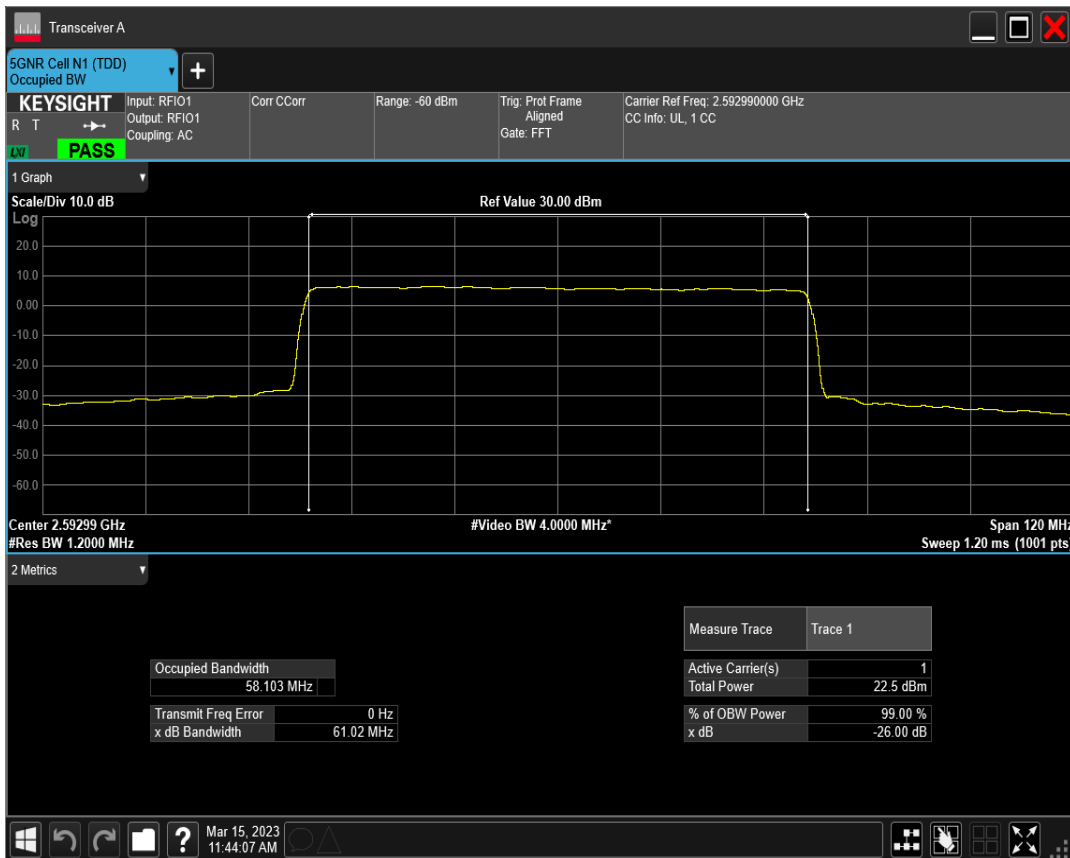 Transceiver A
5GNR Cell N1 (TDD)
Occupied BW
+
KEYSIGHT
R T
LXI
PASS
Input: RFIO1
Output: RFIO1
Coupling: AC
Corr CCorr
Range: -60 dBm
Trig: Prot Frame
Aligned
Gate: FFT
Carrier Ref Freq: 2.592990000 GHz
CC Info: UL, 1 CC
1 Graph
Scale/Div 10.0 dB
Ref Value 30.00 dBm
Log
20.0
10.0
0.00
-10.0
-20.0
-30.0
-40.0
-50.0
-60.0
Center 2.59299 GHz
#Video BW 4.0000 MHz*
Span 120 MHz
#Res BW 1.2000 MHz
Sweep 1.20 ms (1001 pts)
2 Metrics
Measure Trace Trace 1
Occupied Bandwidth
58.103 MHz
Active Carrier(s) 1
Total Power 22.5 dBm
Transmit Freq Error 0 Hz
x dB Bandwidth 61.02 MHz
% of OBW Power 99.00 %
x dB -26.00 dB
?
Mar 15, 2023
11:44:07 AM